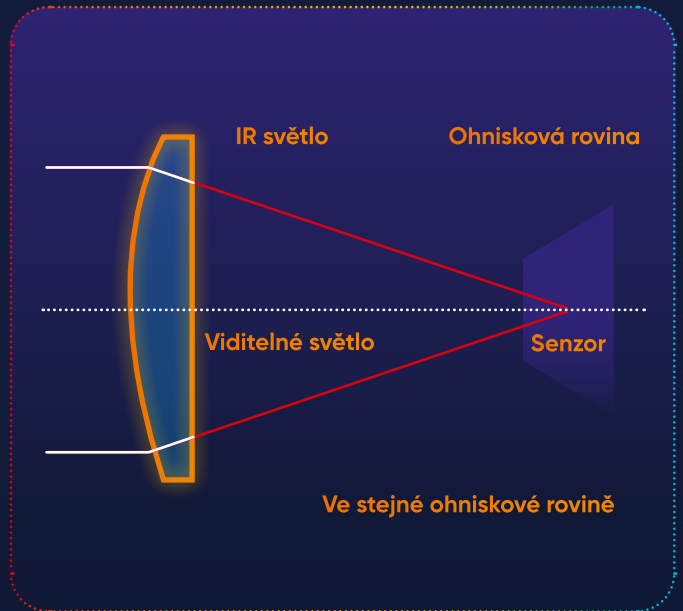 IR světlo
Ohnisková rovina
Viditelné světlo
Senzor
Ve stejné ohniskové rovině